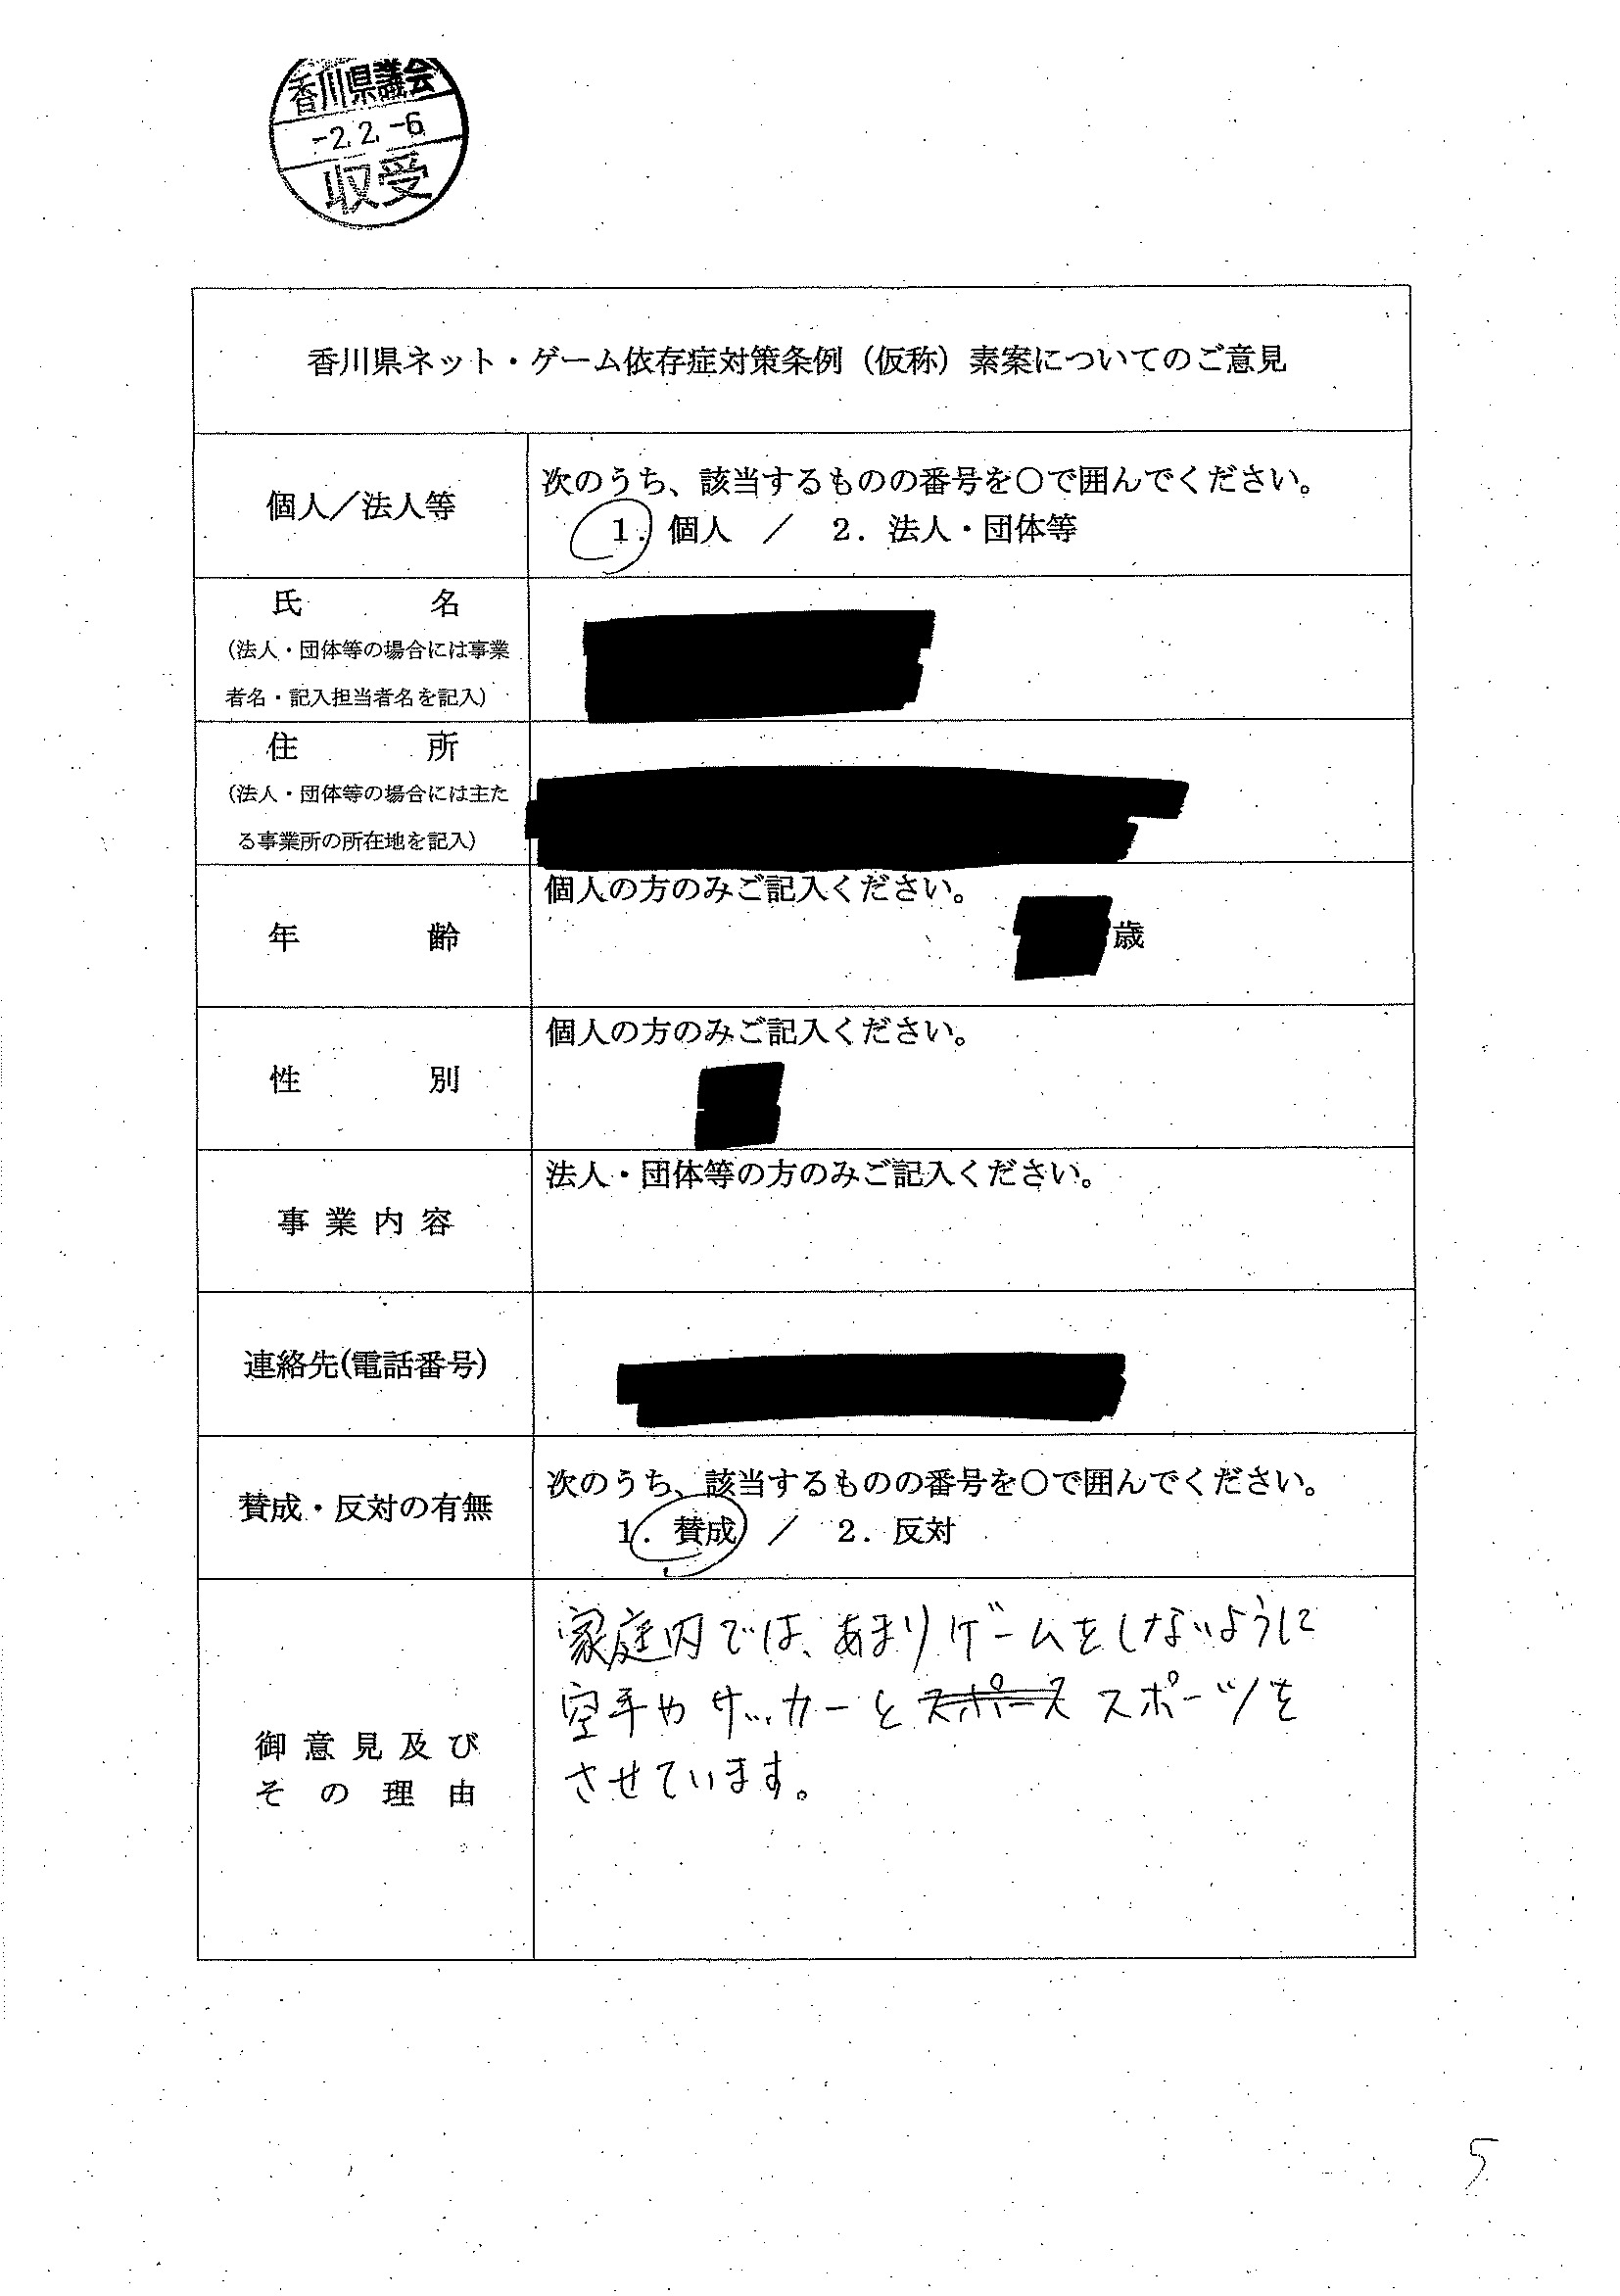 香川県議会
-2.2.-6
収受
香川県ネット・ゲーム依存症対策条例（仮称）素案についてのご意見
個人／法人等
次のうち、該当するものの番号を○で囲んでください。
1. 個人 ／ 2. 法人・団体等
氏名
（法人・団体等の場合には事業
者名・記入担当者名を記入）
住所
（法人・団体等の場合には主た
る事業所の所在地を記入）
年齢
個人の方のみご記入ください。
歳
性別
個人の方のみご記入ください。
事業内容
法人・団体等の方のみご記入ください。
連絡先(電話番号)
賛成・反対の有無
次のうち、該当するものの番号を○で囲んでください。
1. 賛成 ／ 2. 反対
御意見及び
その理由
家庭内では、あまりゲームをしないように
空手やサッカーと スポース スポーツを
させています。
5